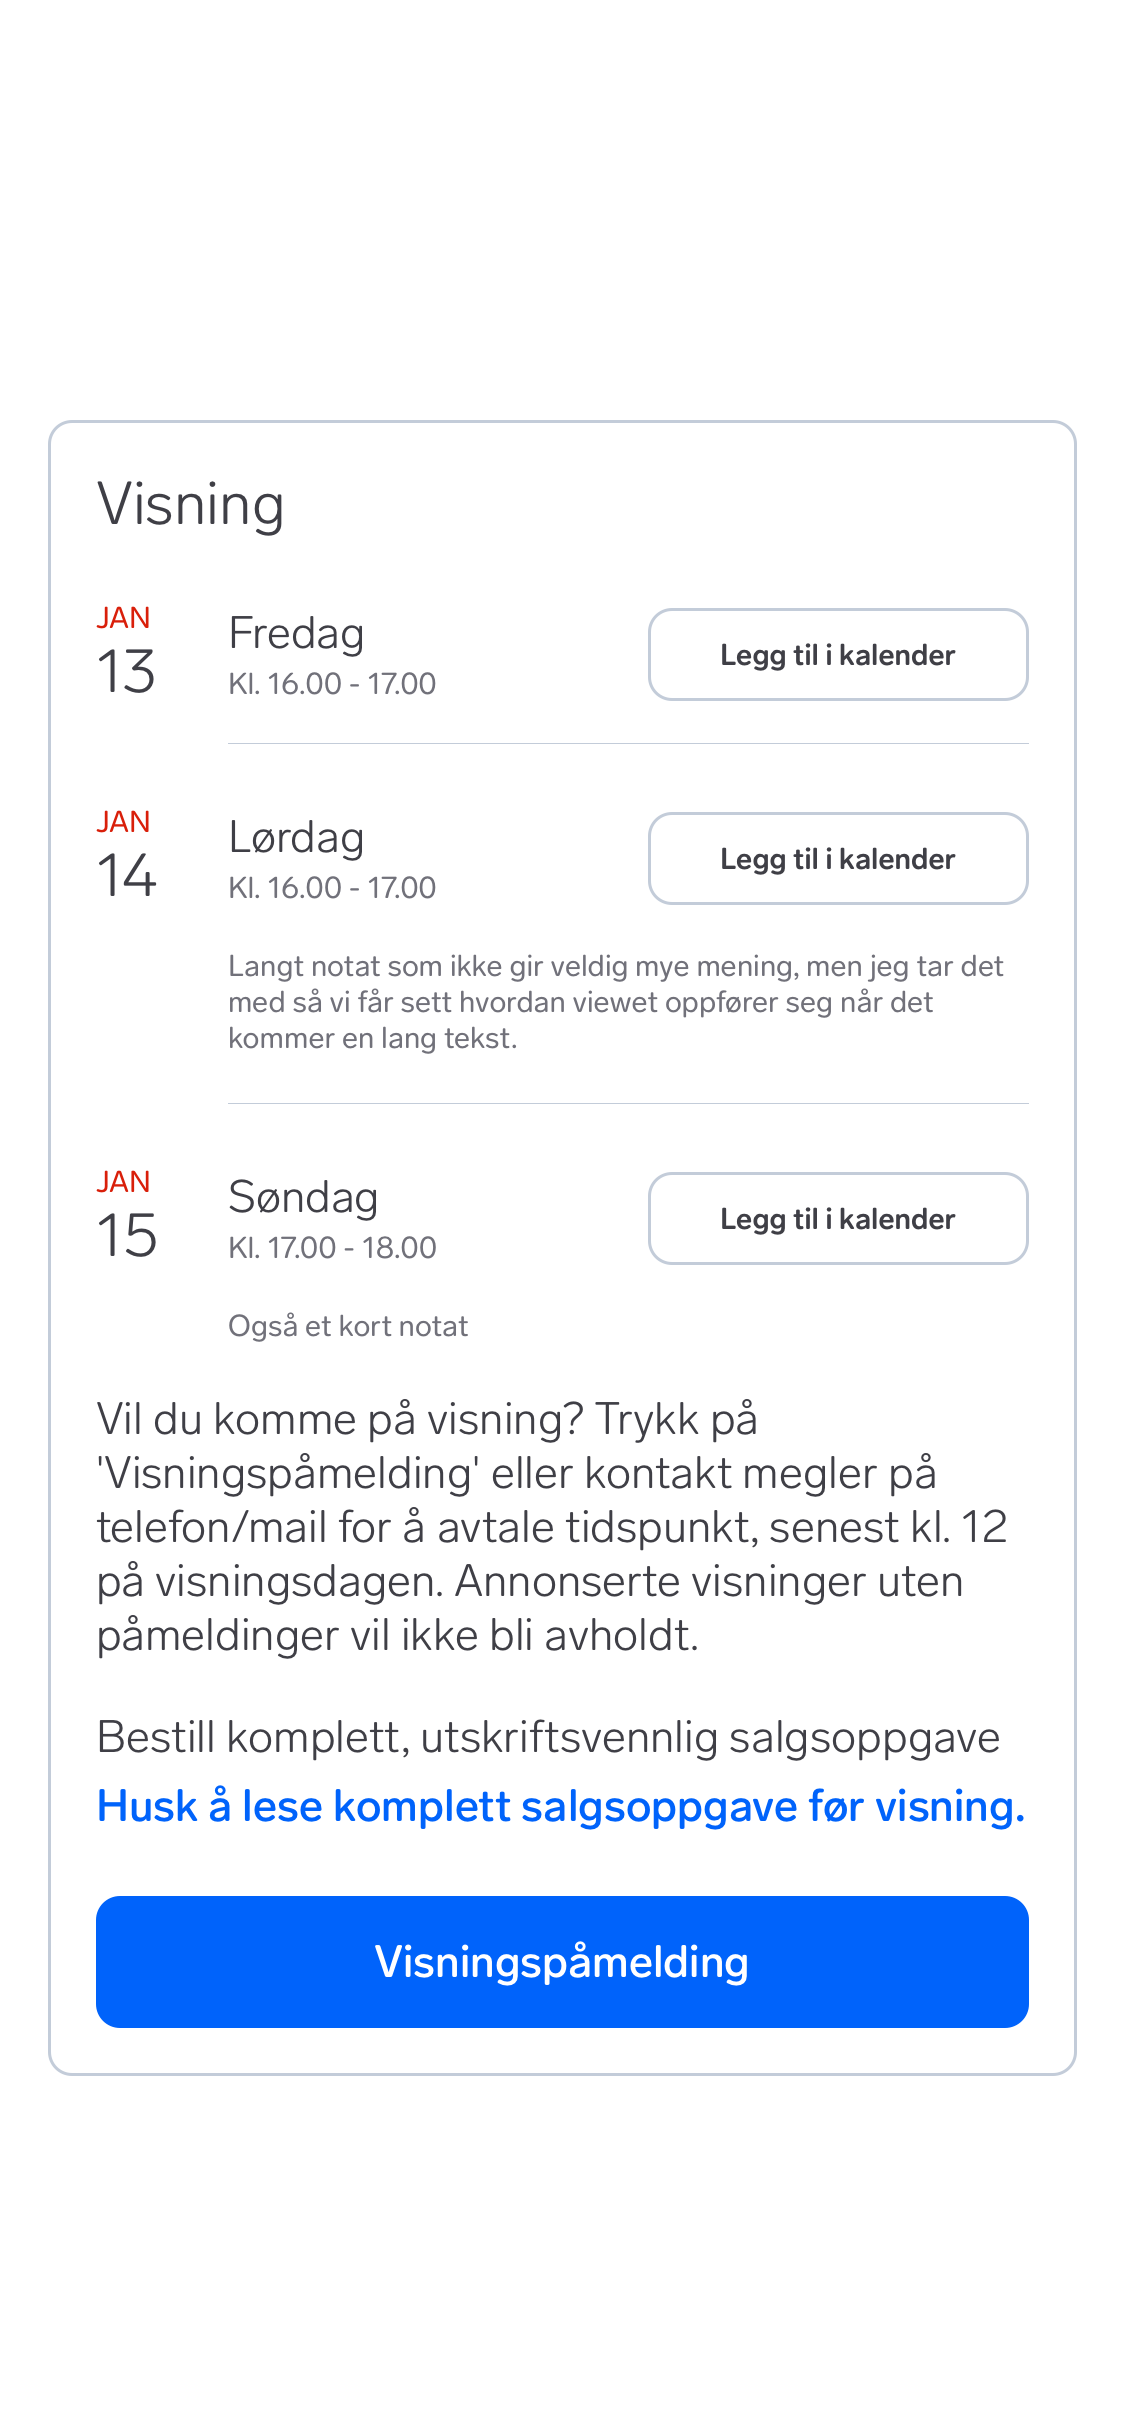 Visning
JAN
13
Fredag
Kl. 16.00 - 17.00
Legg til i kalender
JAN
14
Lørdag
Kl. 16.00 - 17.00
Legg til i kalender
Langt notat som ikke gir veldig mye mening, men jeg tar det
med så vi får sett hvordan viewet oppfører seg når det
kommer en lang tekst.
JAN
15
Søndag
Kl. 17.00 - 18.00
Legg til i kalender
Også et kort notat
Vil du komme på visning? Trykk på
'Visningspåmelding' eller kontakt megler på
telefon/mail for å avtale tidspunkt, senest kl. 12
på visningsdagen. Annonserte visninger uten
påmeldinger vil ikke bli avholdt.
Bestill komplett, utskriftsvennlig salgsoppgave
Husk å lese komplett salgsoppgave før visning.
Visningspåmelding